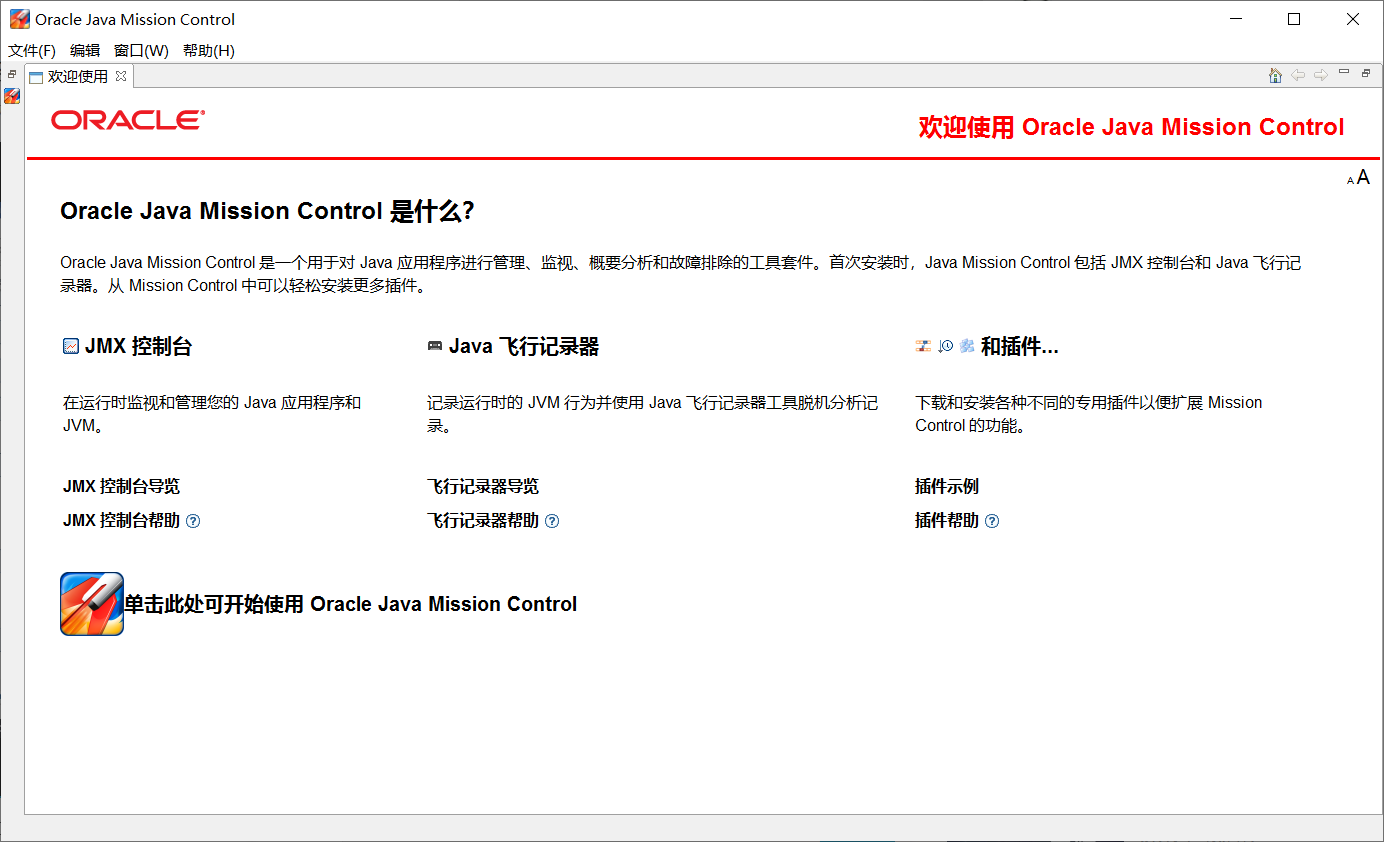 Oracle Java Mission Control
文件(F) 编辑 窗口(W) 帮助(H)
欢迎使用
ORACLE®
欢迎使用 Oracle Java Mission Control
A A
Oracle Java Mission Control 是什么?
Oracle Java Mission Control 是一个用于对 Java 应用程序进行管理、监视、概要分析和故障排除的工具套件。首次安装时，Java Mission Control 包括 JMX 控制台和 Java 飞行记
录器。从 Mission Control 中可以轻松安装更多插件。
JMX 控制台
在运行时监视和管理您的 Java 应用程序和
JVM。
JMX 控制台导览
JMX 控制台帮助 ?
Java 飞行记录器
记录运行时的 JVM 行为并使用 Java 飞行记录器工具脱机分析记
录。
飞行记录器导览
飞行记录器帮助 ?
和插件...
下载和安装各种不同的专用插件以便扩展 Mission
Control 的功能。
插件示例
插件帮助 ?
单击此处可开始使用 Oracle Java Mission Control